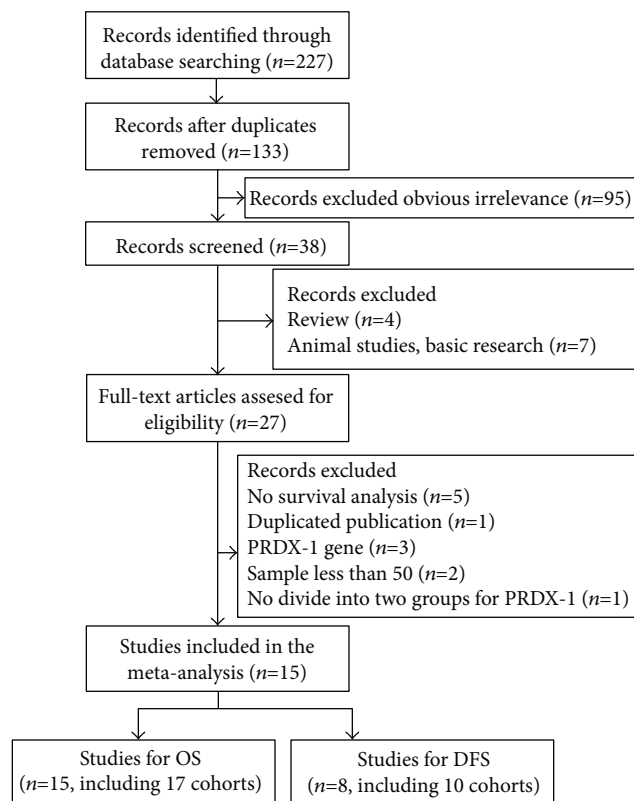 Records identified through
database searching (n=227)
Records after duplicates
removed (n=133)
Records excluded obvious irrelevance (n=95)
Records screened (n=38)
Records excluded
Review (n=4)
Animal studies, basic research (n=7)
Full-text articles assesed for
eligibility (n=27)
Records excluded
No survival analysis (n=5)
Duplicated publication (n=1)
PRDX-1 gene (n=3)
Sample less than 50 (n=2)
No divide into two groups for PRDX-1 (n=1)
Studies included in the
meta-analysis (n=15)
Studies for OS
(n=15, including 17 cohorts)
Studies for DFS
(n=8, including 10 cohorts)